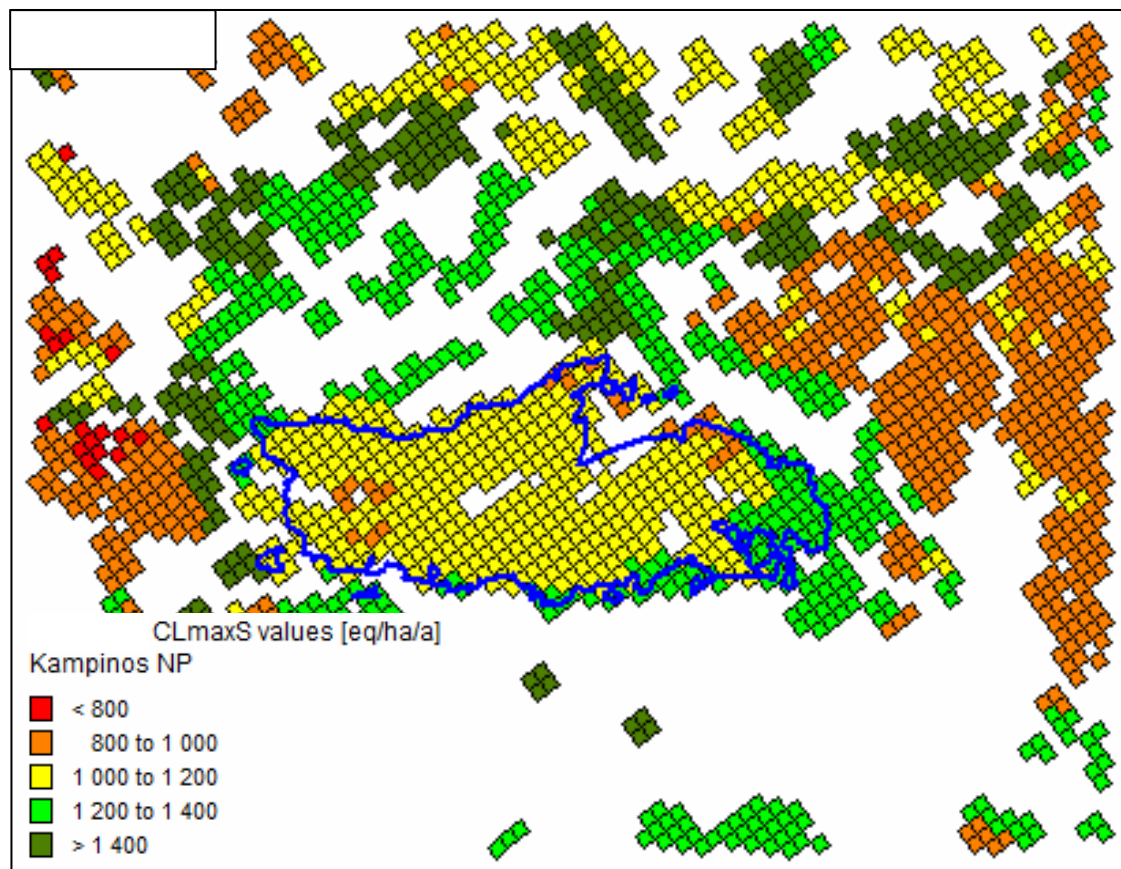 CLmaxS values [eq/ha/a]
Kampinos NP
< 800
800 to 1 000
1 000 to 1 200
1 200 to 1 400
> 1 400